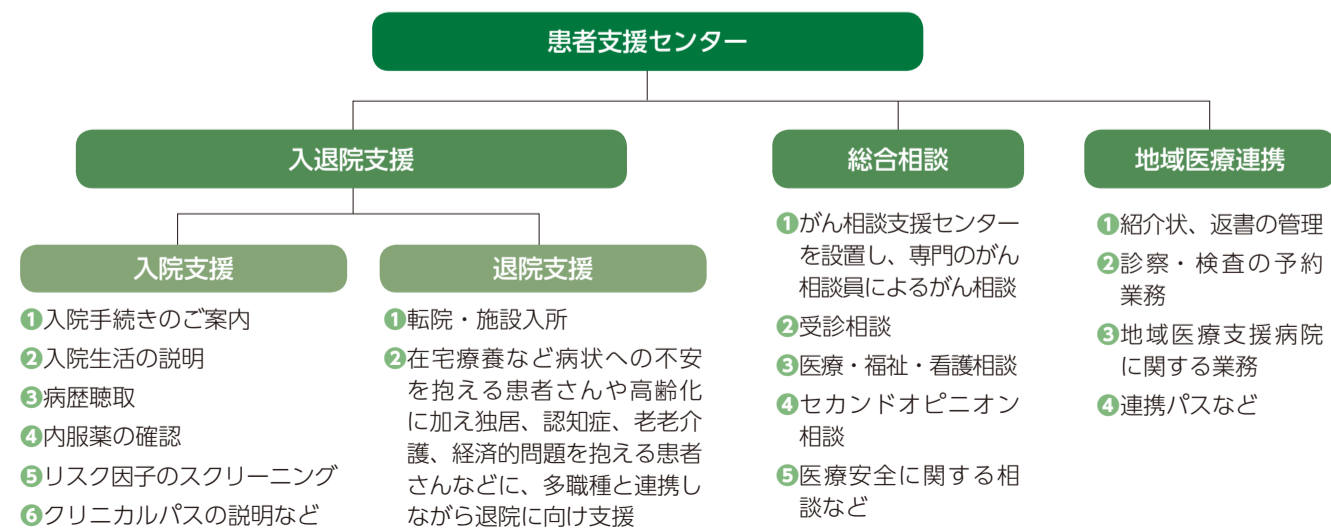 患者支援センター
入退院支援
総合相談
地域医療連携
入院支援
❶入院手続きのご案内
❷入院生活の説明
❸病歴聴取
❹内服薬の確認
❺リスク因子のスクリーニング
❻クリニカルパスの説明など
退院支援
❶転院・施設入所
❷在宅療養など病状への不安
を抱える患者さんや高齢化
に加え独居、認知症、老老介
護、経済的問題を抱える患者
さんなどに、多職種と連携し
ながら退院に向け支援
❶がん相談支援センター
を設置し、専門のがん
相談員によるがん相談
❷受診相談
❸医療・福祉・看護相談
❹セカンドオピニオン
相談
❺医療安全に関する相
談など
❶紹介状、返書の管理
❷診察・検査の予約
業務
❸地域医療支援病院
に関する業務
❹連携パスなど